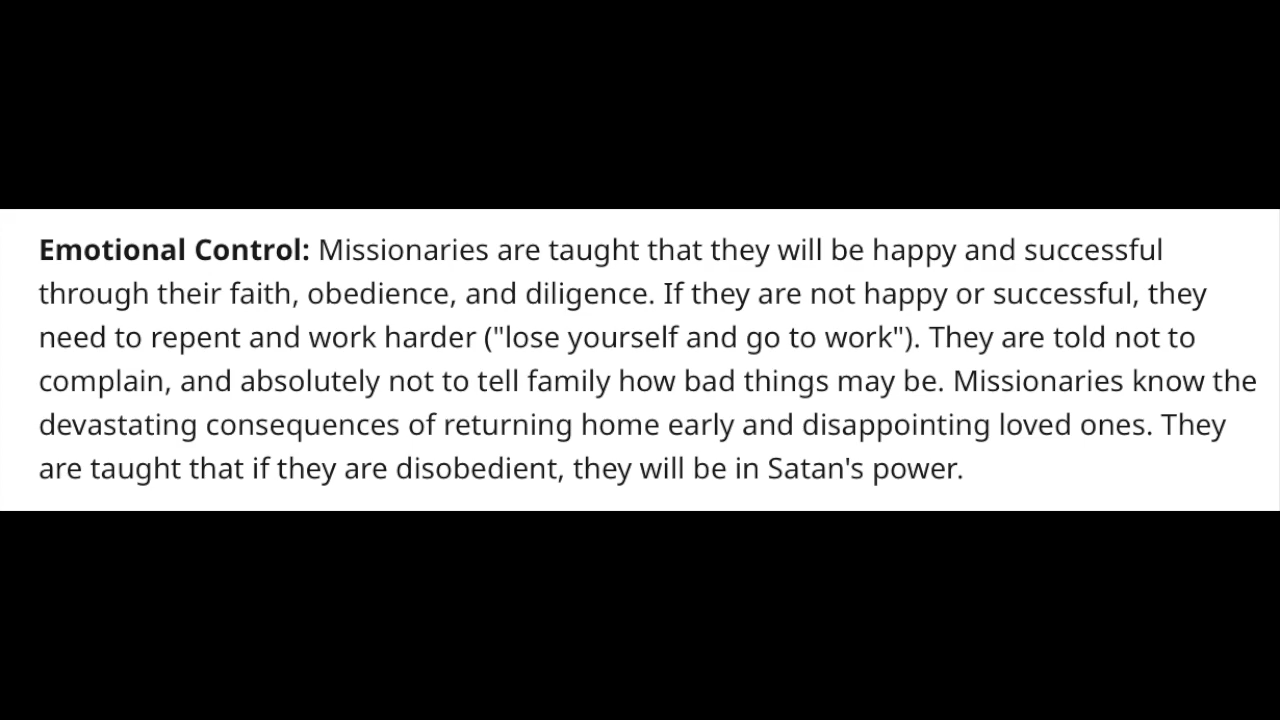 Emotional Control: Missionaries are taught that they will be happy and successful
through their faith, obedience, and diligence. If they are not happy or successful, they
need to repent and work harder ("lose yourself and go to work"). They are told not to
complain, and absolutely not to tell family how bad things may be. Missionaries know the
devastating consequences of returning home early and disappointing loved ones. They
are taught that if they are disobedient, they will be in Satan's power.